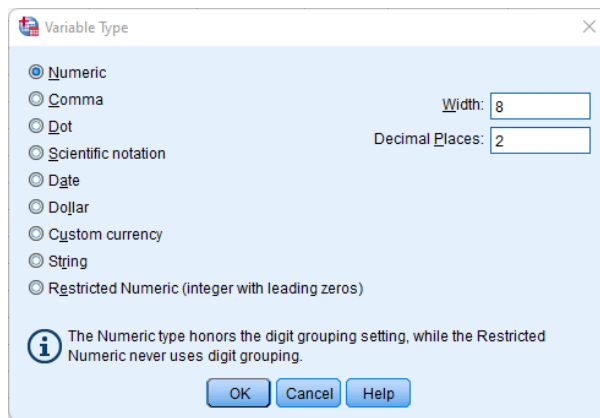 Variable Type
Numeric
Comma
Width: 8
Dot
Decimal Places: 2
Scientific notation
Date
Dollar
Custom currency
String
Restricted Numeric (integer with leading zeros)
The Numeric type honors the digit grouping setting, while the Restricted
Numeric never uses digit grouping.
OK Cancel Help